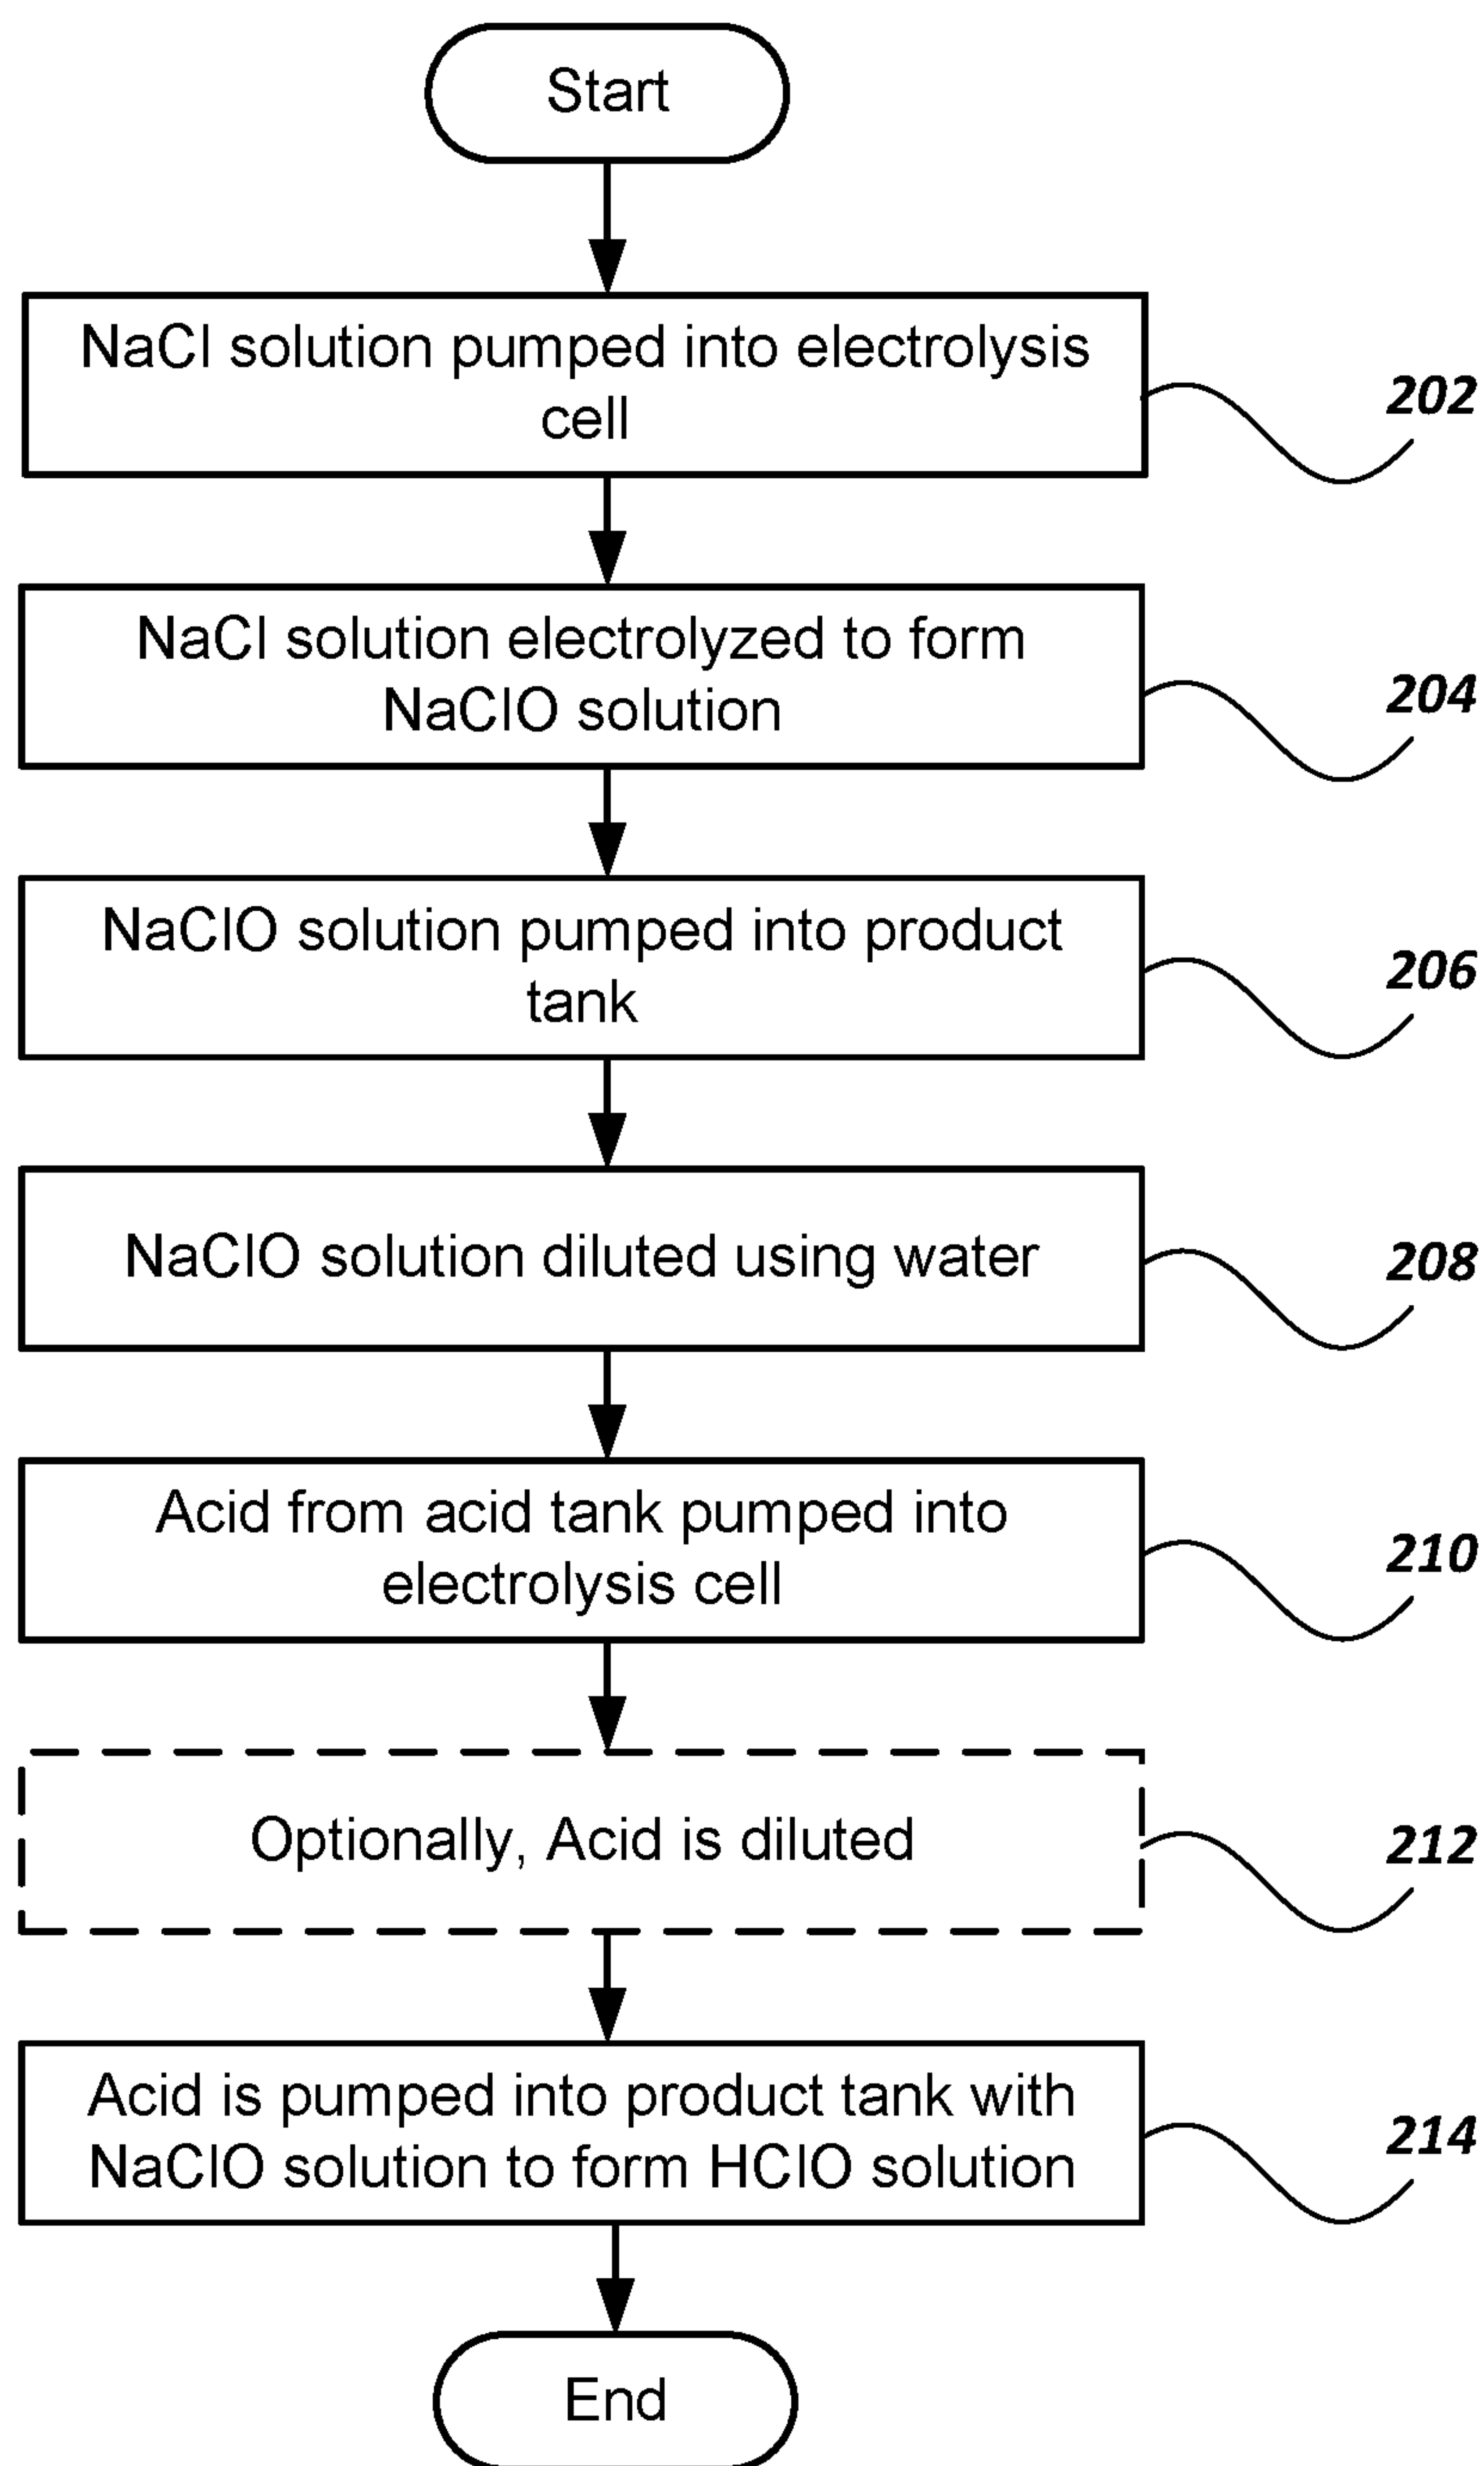 Start
NaCl solution pumped into electrolysis
cell
202
NaCl solution electrolyzed to form
NaClO solution
204
NaClO solution pumped into product
tank
206
NaClO solution diluted using water
208
Acid from acid tank pumped into
electrolysis cell
210
Optionally, Acid is diluted
212
Acid is pumped into product tank with
NaClO solution to form HClO solution
214
End